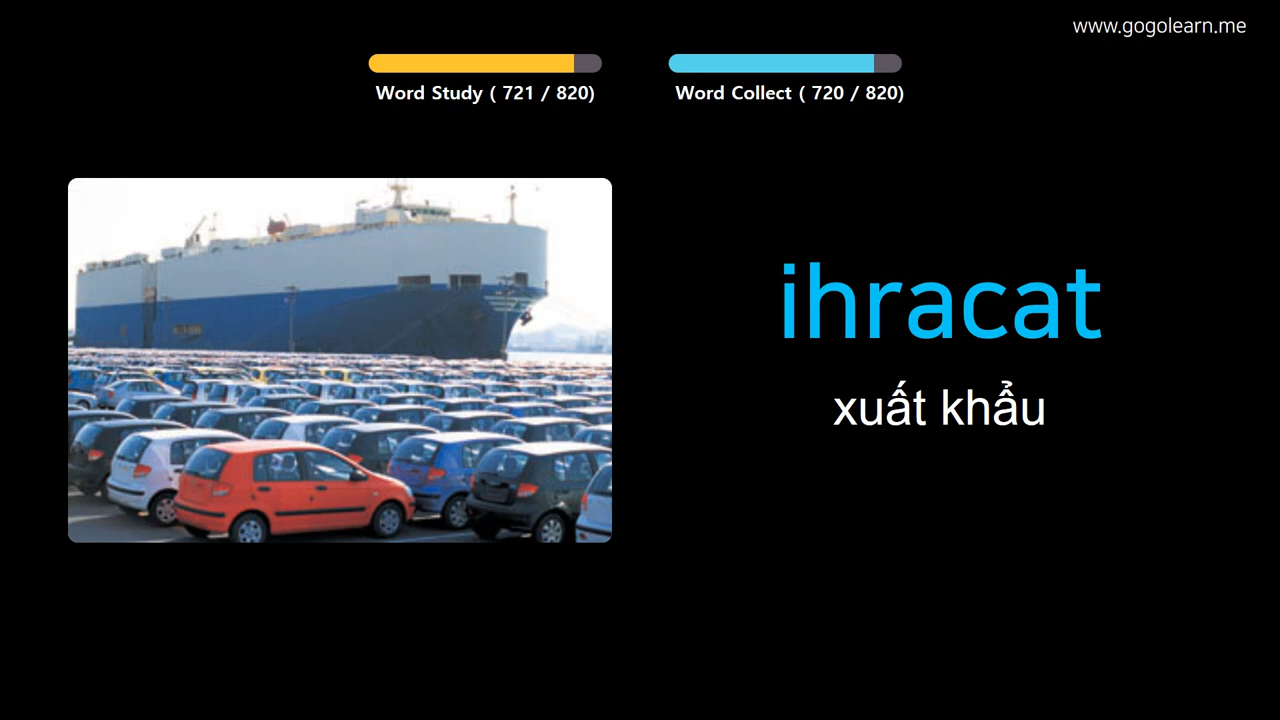 www.gogolearn.me
Word Study ( 721 / 820)
Word Collect ( 720 / 820)
ihracat
xuất khẩu